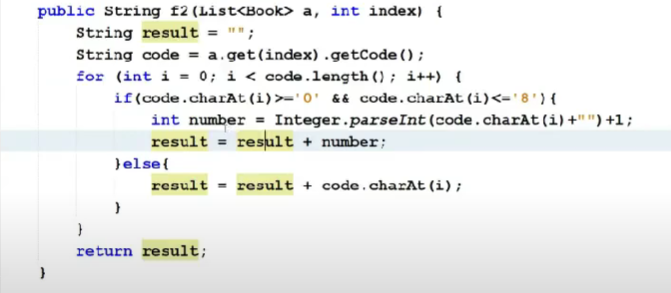 public String f2(List<Book> a, int index) {
String result = "";
String code = a.get(index).getCode();
for (int i = 0; i < code.length(); i++) {
if(code.charAt(i)>='0' && code.charAt(i)<='8'){
int number = Integer.parseInt(code.charAt(i)+"")+1;
result = result + number;
}else{
result = result + code.charAt(i);
}
}
return result;
}